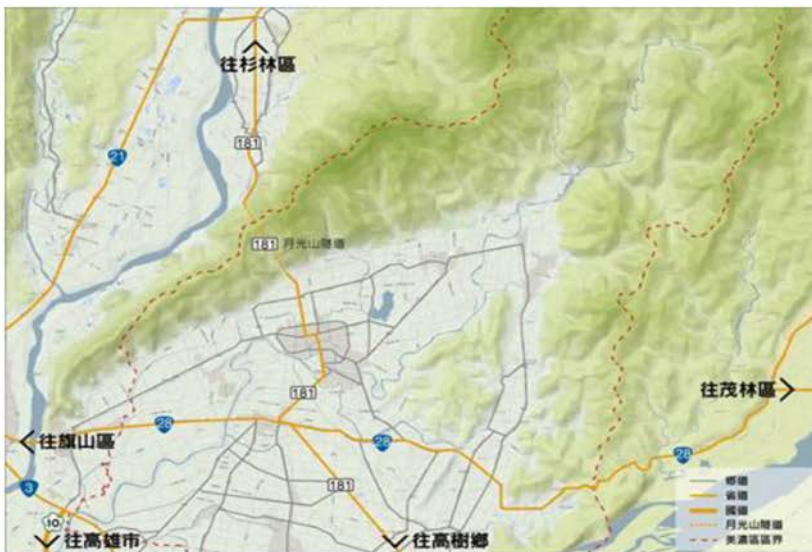 往杉林區
181
21
181
月光山隧道
181
28
往旗山區
28
往茂林區
28
3
181
10
往高雄市
往高樹鄉
鄉道
省道
國道
月光山隧道
美濃區區界